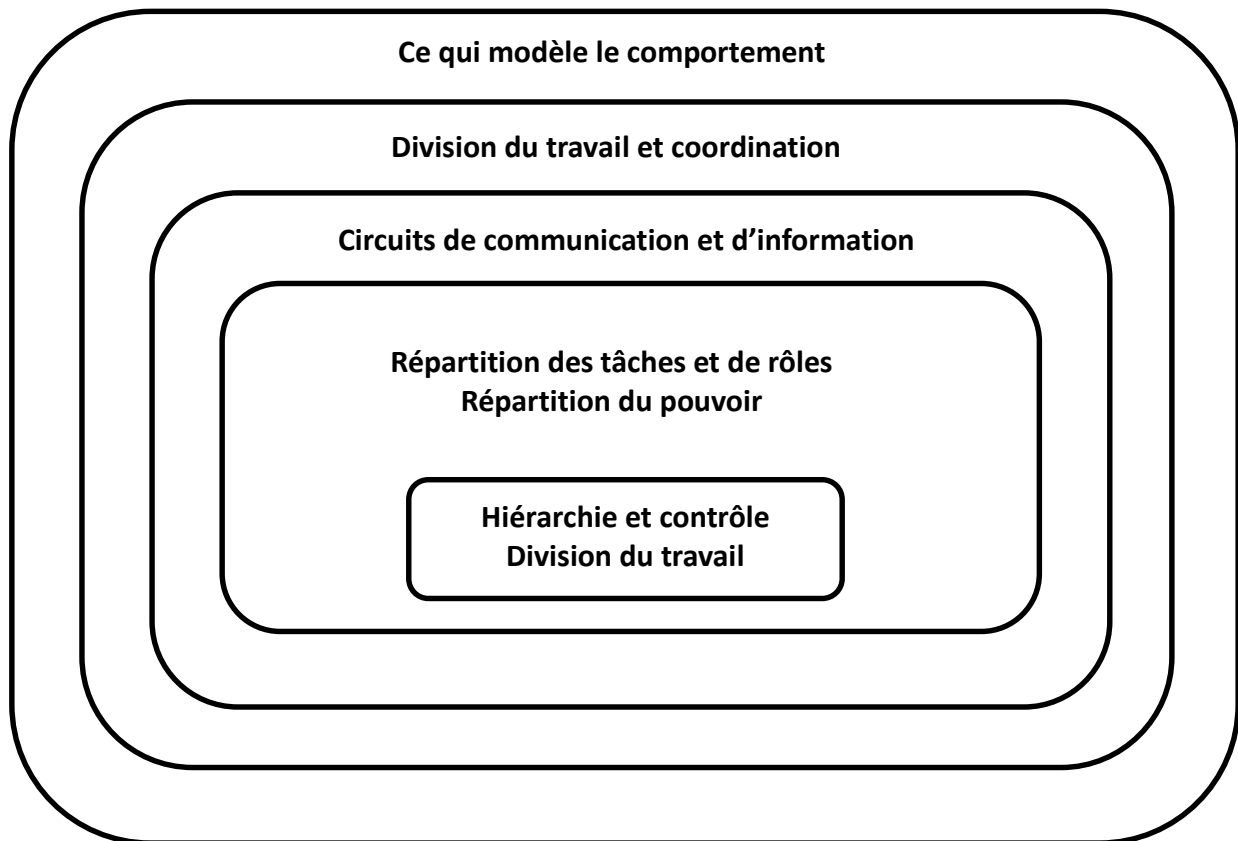 Ce qui modèle le comportement
Division du travail et coordination
Circuits de communication et d’information
Répartition des tâches et de rôles
Répartition du pouvoir
Hiérarchie et contrôle
Division du travail